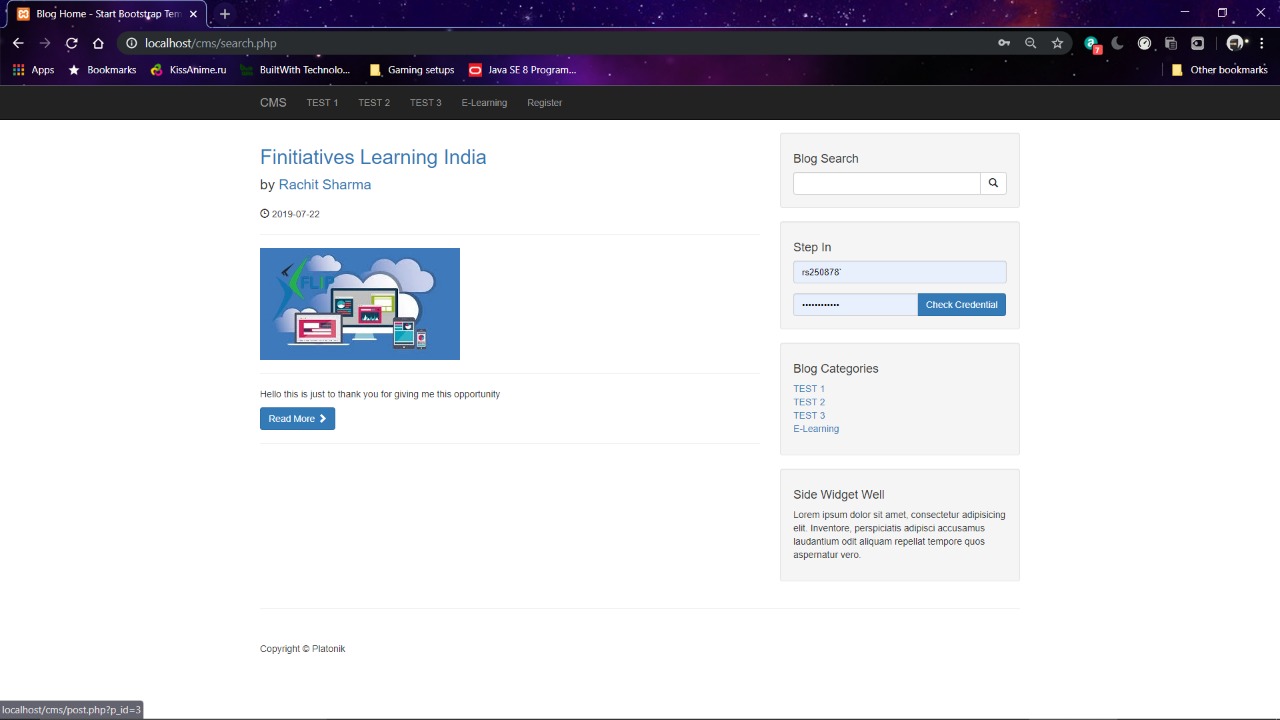 Blog Home - Start Bootstrap Tem
localhost/cms/search.php
7
Apps
Bookmarks
KissAnime.ru
BuiltWith Technolo...
Gaming setups
Java SE 8 Program...
Other bookmarks
CMS TEST 1 TEST 2 TEST 3 E-Learning Register
Finitiatives Learning India
by Rachit Sharma
2019-07-22
FLIP
Hello this is just to thank you for giving me this opportunity
Read More
Blog Search
Step In
rs250878`
Check Credential
Blog Categories
TEST 1
TEST 2
TEST 3
E-Learning
Side Widget Well
Lorem ipsum dolor sit amet, consectetur adipisicing
elit. Inventore, perspiciatis adipisci accusamus
laudantium odit aliquam repellat tempore quos
aspernatur vero.
Copyright © Platonik
localhost/cms/post.php?p_id=3